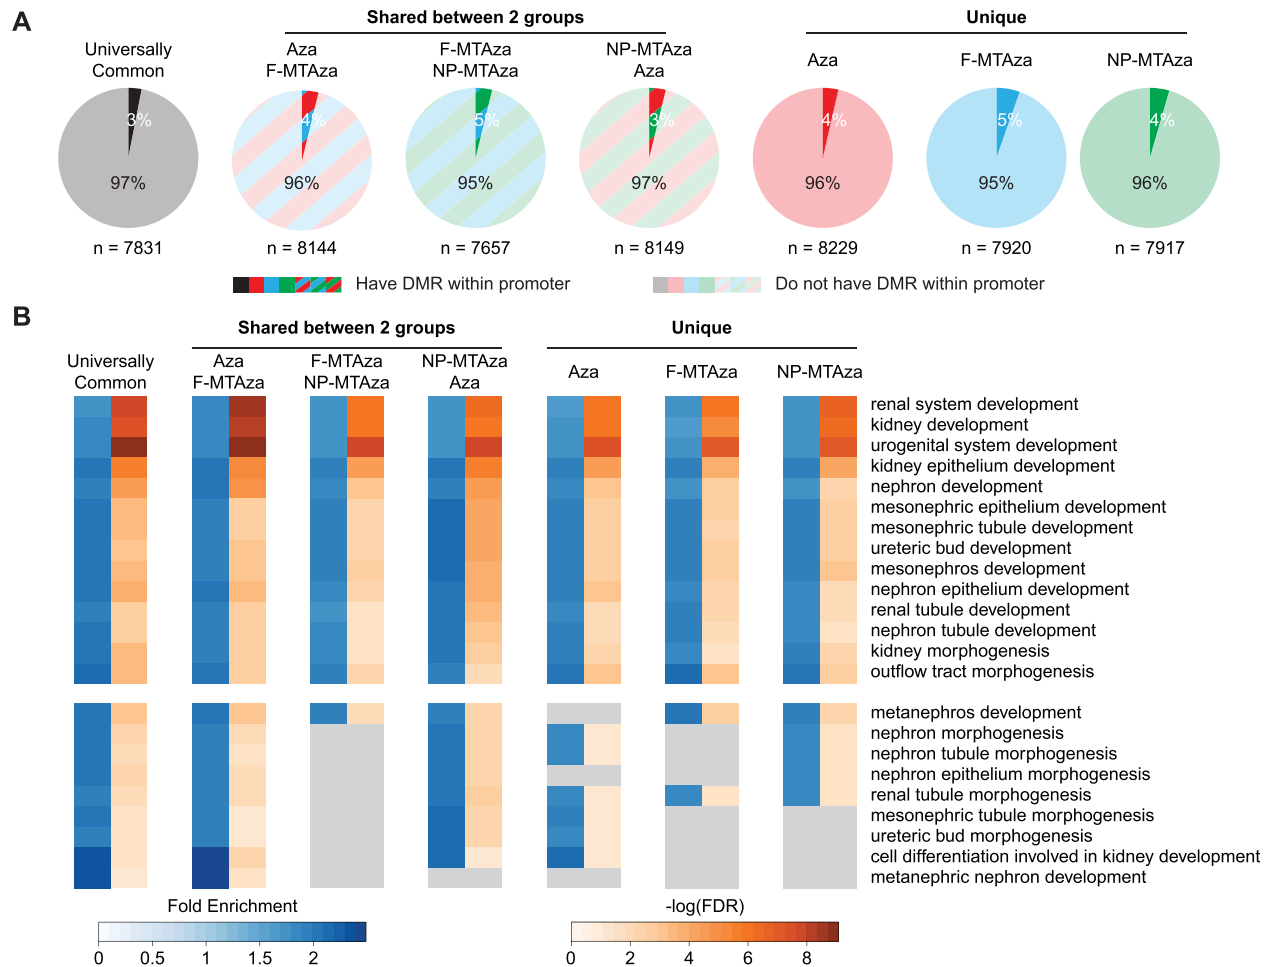 A
Shared between 2 groups
Unique
Universally
Common
Aza
F-MTAza
F-MTAza
NP-MTAza
NP-MTAza
Aza
Aza
F-MTAza
NP-MTAza
3%
4%
5%
3%
4%
5%
4%
97%
96%
95%
97%
96%
95%
96%
n = 7831
n = 8144
n = 7657
n = 8149
n = 8229
n = 7920
n = 7917
Have DMR within promoter
Do not have DMR within promoter
B
Shared between 2 groups
Unique
Universally
Common
Aza
F-MTAza
F-MTAza
NP-MTAza
NP-MTAza
Aza
Aza
F-MTAza
NP-MTAza
renal system development
kidney development
urogenital system development
kidney epithelium development
nephron development
mesonephric epithelium development
mesonephric tubule development
ureteric bud development
mesonephros development
nephron epithelium development
renal tubule development
nephron tubule development
kidney morphogenesis
outflow tract morphogenesis
metanephros development
nephron morphogenesis
nephron tubule morphogenesis
nephron epithelium morphogenesis
renal tubule morphogenesis
mesonephric tubule morphogenesis
ureteric bud morphogenesis
cell differentiation involved in kidney development
metanephric nephron development
Fold Enrichment
0 0.5 1 1.5 2
-log(FDR)
0 2 4 6 8